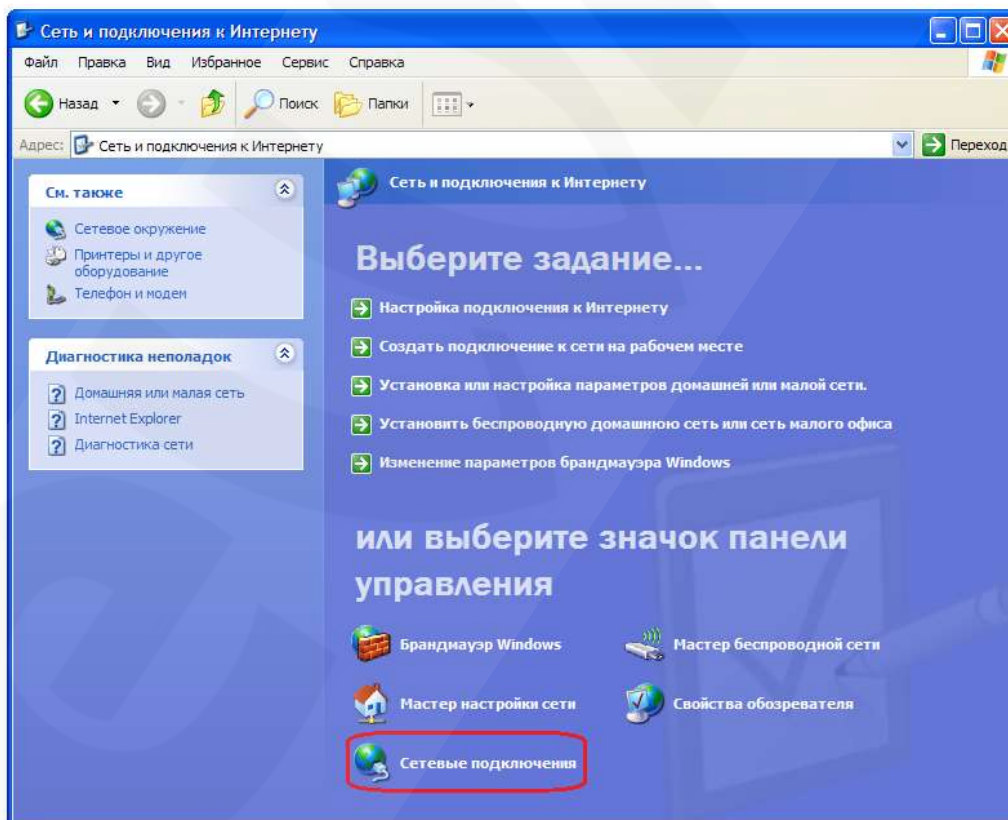 Сеть и подключения к Интернету
Файл Правка Вид Избранное Сервис Справка
Назад Поиск Папки
Адрес: Сеть и подключения к Интернету Переход
См. также
Сетевое окружение
Принтеры и другое
оборудование
Телефон и модем
Диагностика неполадок
Домашняя или малая сеть
Internet Explorer
Диагностика сети
Сеть и подключения к Интернету
Выберите задание...
Настройка подключения к Интернету
Создать подключение к сети на рабочем месте
Установка или настройка параметров домашней или малой сети.
Установить беспроводную домашнюю сеть или сеть малого офиса
Изменение параметров брандмауэра Windows
или выберите значок панели
управления
Брандмауэр Windows
Мастер беспроводной сети
Мастер настройки сети
Свойства обозревателя
Сетевые подключения